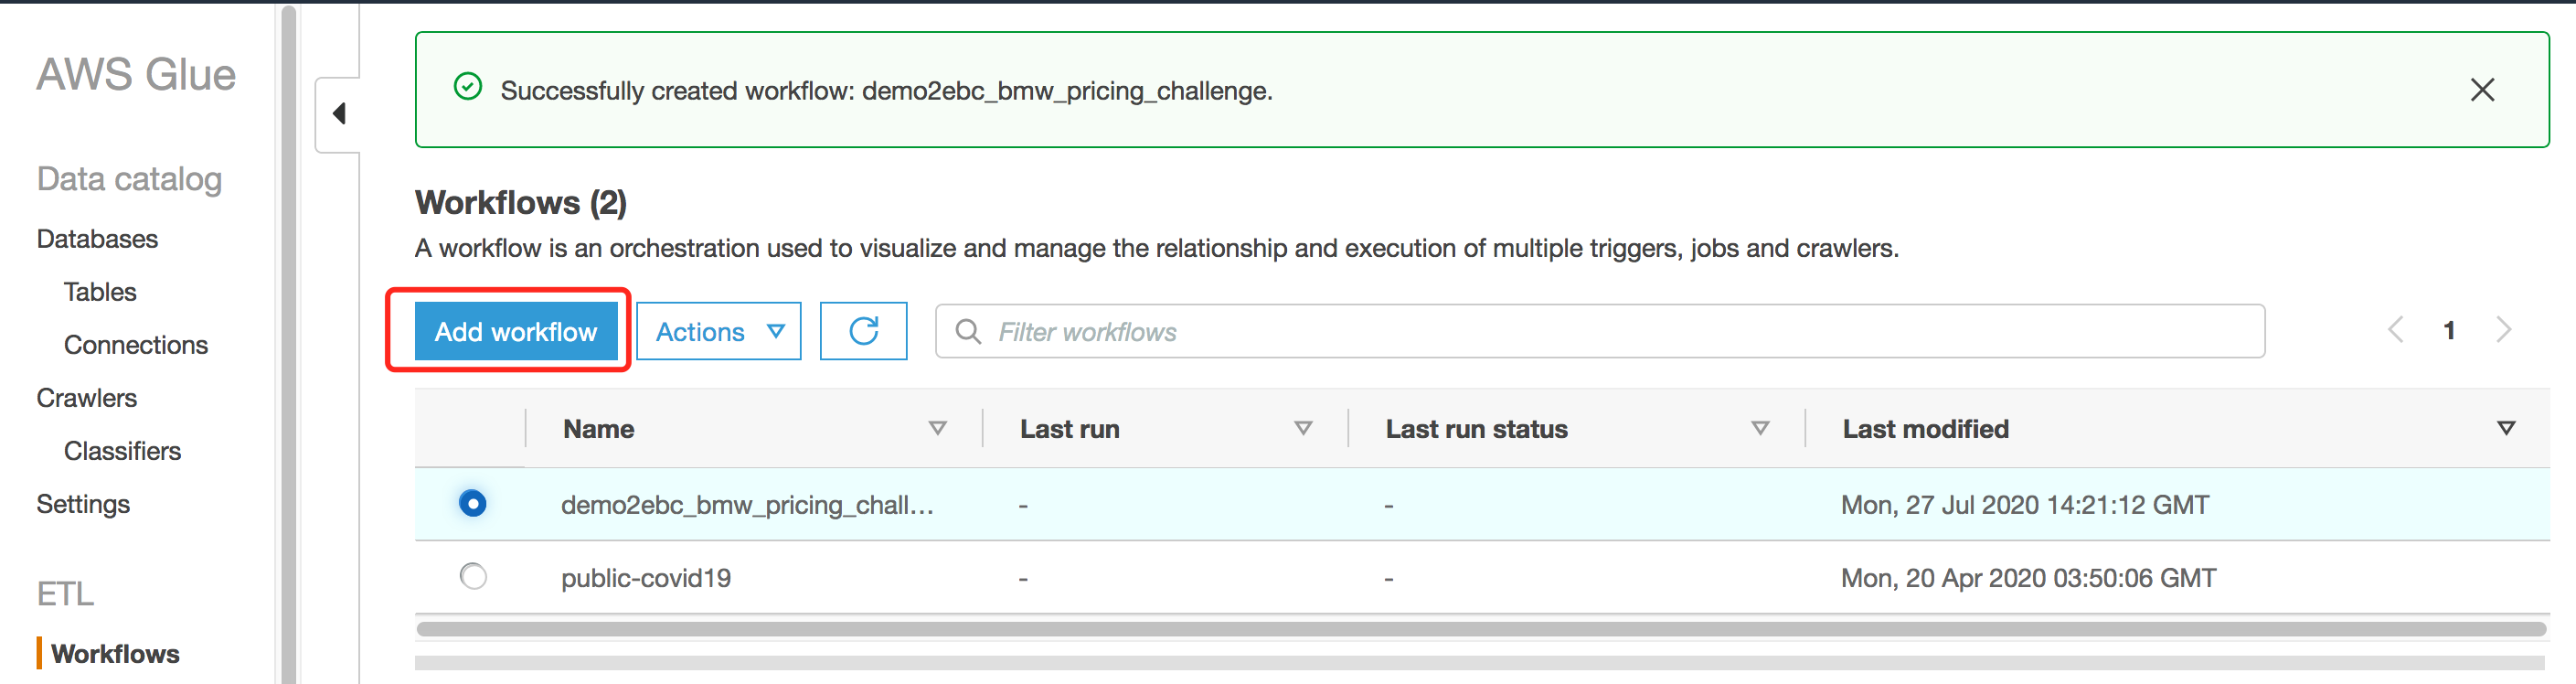 AWS Glue
Data catalog
Databases
Tables
Connections
Crawlers
Classifiers
Settings
ETL
Workflows
Successfully created workflow: demo2ebc_bmw_pricing_challenge.
Workflows (2)
A workflow is an orchestration used to visualize and manage the relationship and execution of multiple triggers, jobs and crawlers.
Add workflow Actions Filter workflows 1
Name Last run Last run status Last modified
demo2ebc_bmw_pricing_chall... - - Mon, 27 Jul 2020 14:21:12 GMT
public-covid19 - - Mon, 20 Apr 2020 03:50:06 GMT